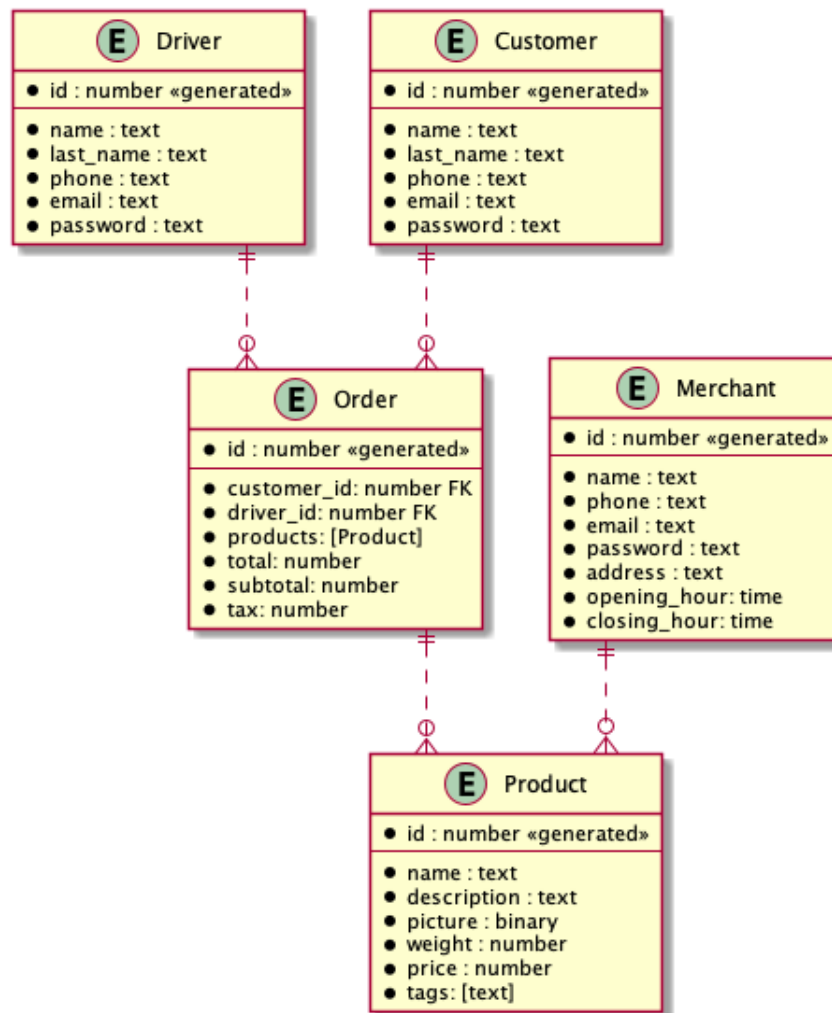 E Driver
id : number «generated»
name : text
last_name : text
phone : text
email : text
password : text
E Customer
id : number «generated»
name : text
last_name : text
phone : text
email : text
password : text
E Order
id : number «generated»
customer_id: number FK
driver_id: number FK
products: [Product]
total: number
subtotal: number
tax: number
E Merchant
id : number «generated»
name : text
phone : text
email : text
password : text
address : text
opening_hour: time
closing_hour: time
E Product
id : number «generated»
name : text
description : text
picture : binary
weight : number
price : number
tags: [text]